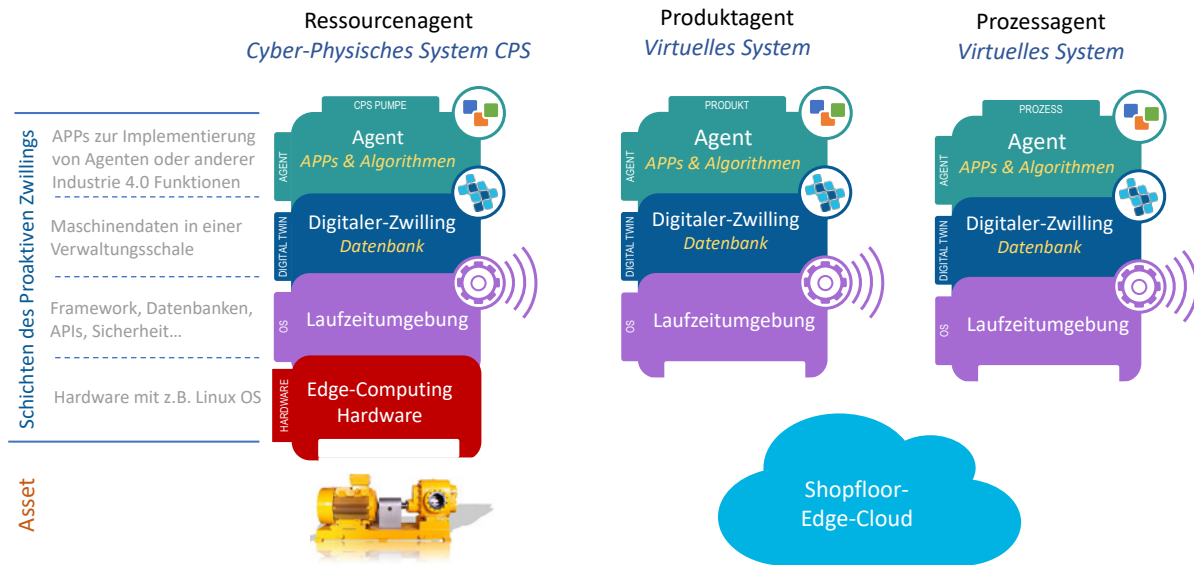 Ressourcenagent
Cyber-Physisches System CPS
Produktagent
Virtuelles System
Prozessagent
Virtuelles System
Schichten des Proaktiven Zwillings
APPs zur Implementierung
von Agenten oder anderer
Industrie 4.0 Funktionen
Maschinendaten in einer
Verwaltungsschale
Framework, Datenbanken,
APIs, Sicherheit...
Hardware mit z.B. Linux OS
Asset
CPS PUMPE
AGENT
Agent
APPs & Algorithmen
DIGITAL TWIN
Digitaler-Zwilling
Datenbank
OS
Laufzeitumgebung
HARDWARE
Edge-Computing
Hardware
PRODUKT
AGENT
Agent
APPs & Algorithmen
DIGITAL TWIN
Digitaler-Zwilling
Datenbank
OS
Laufzeitumgebung
PROZESS
AGENT
Agent
APPs & Algorithmen
DIGITAL TWIN
Digitaler-Zwilling
Datenbank
OS
Laufzeitumgebung
Shopfloor-
Edge-Cloud